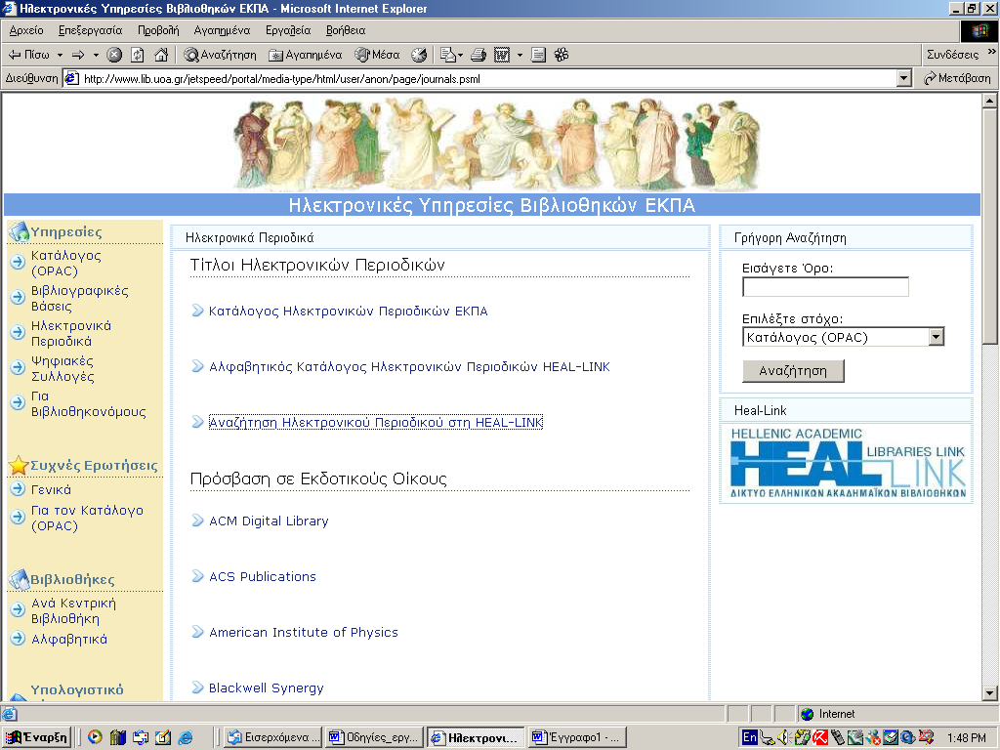 Ηλεκτρονικές Υπηρεσίες Βιβλιοθηκών ΕΚΠΑ - Microsoft Internet Explorer
Αρχείο Επεξεργασία Προβολή Αγαπημένα Εργαλεία Βοήθεια
Πίσω Αναζήτηση Αγαπημένα Μέσα Συνδέσεις »
Διεύθυνση http://www.lib.uoa.gr/jetspeed/portal/media-type/html/user/anon/page/journals.psml Μετάβαση
Ηλεκτρονικές Υπηρεσίες Βιβλιοθηκών ΕΚΠΑ
Υπηρεσίες
Κατάλογος
(OPAC)
Βιβλιογραφικές
Βάσεις
Ηλεκτρονικά
Περιοδικά
Ψηφιακές
Συλλογές
Για
Βιβλιοθηκονόμους
Συχνές Ερωτήσεις
Γενικά
Για τον Κατάλογο
(OPAC)
Βιβλιοθήκες
Ανά Κεντρική
Βιβλιοθήκη
Αλφαβητικά
Υπολογιστικό
Ηλεκτρονικά Περιοδικά
Τίτλοι Ηλεκτρονικών Περιοδικών
Κατάλογος Ηλεκτρονικών Περιοδικών ΕΚΠΑ
Αλφαβητικός Κατάλογος Ηλεκτρονικών Περιοδικών HEAL-LINK
Αναζήτηση Ηλεκτρονικού Περιοδικού στη HEAL-LINK
Πρόσβαση σε Εκδοτικούς Οίκους
ACM Digital Library
ACS Publications
American Institute of Physics
Blackwell Synergy
Γρήγορη Αναζήτηση
Εισάγετε Όρο:
Επιλέξτε στόχο:
Κατάλογος (OPAC)
Αναζήτηση
Heal-Link
HELLENIC ACADEMIC
HEAL LIBRARIES LINK
LINK
ΔΙΚΤΥΟ ΕΛΛΗΝΙΚΩΝ ΑΚΑΔΗΜΑΪΚΩΝ ΒΙΒΛΙΟΘΗΚΩΝ
Internet
Έναρξη Εισερχόμενα ... Οδηγίες_εργ... Ηλεκτρονι... Έγγραφο1 - ... En 1:48 PM